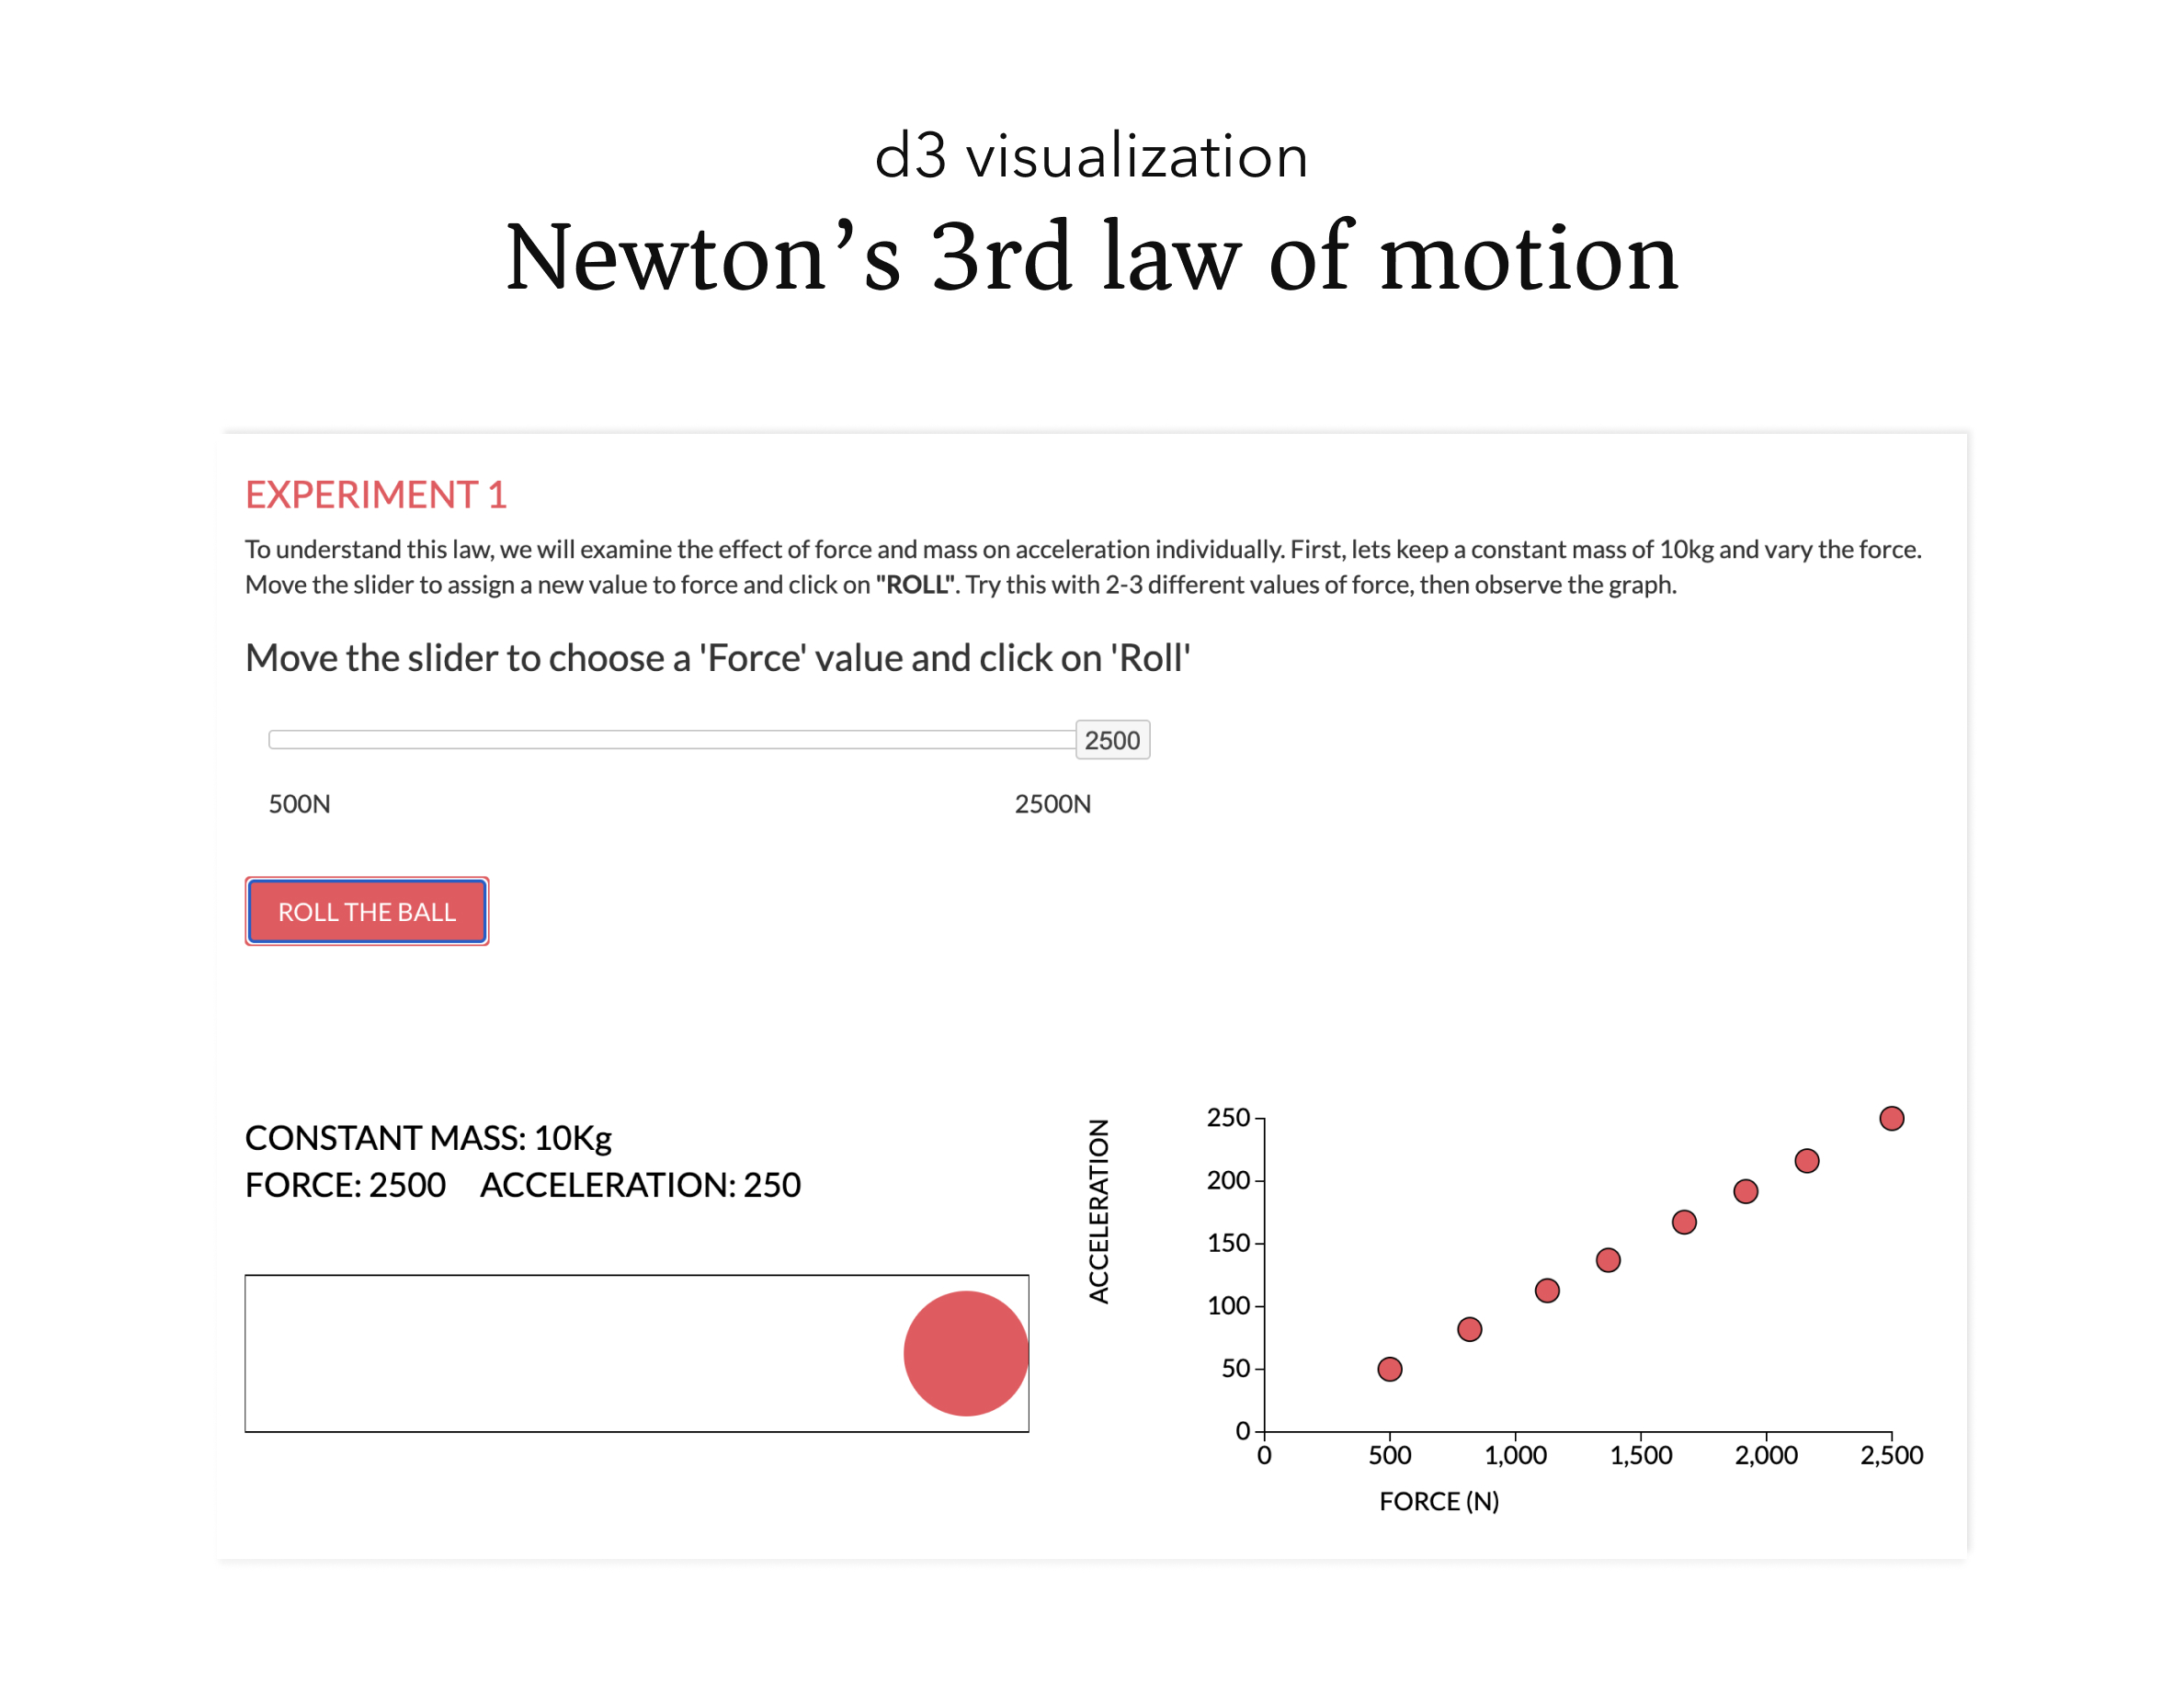 d3 visualization
Newton’s 3rd law of motion
EXPERIMENT 1
To understand this law, we will examine the effect of force and mass on acceleration individually. First, lets keep a constant mass of 10kg and vary the force.
Move the slider to assign a new value to force and click on "ROLL". Try this with 2-3 different values of force, then observe the graph.
Move the slider to choose a 'Force' value and click on 'Roll'
2500
500N 2500N
ROLL THE BALL
CONSTANT MASS: 10Kg
FORCE: 2500 ACCELERATION: 250
ACCELERATION
250
200
150
100
50
0
0 500 1,000 1,500 2,000 2,500
FORCE (N)